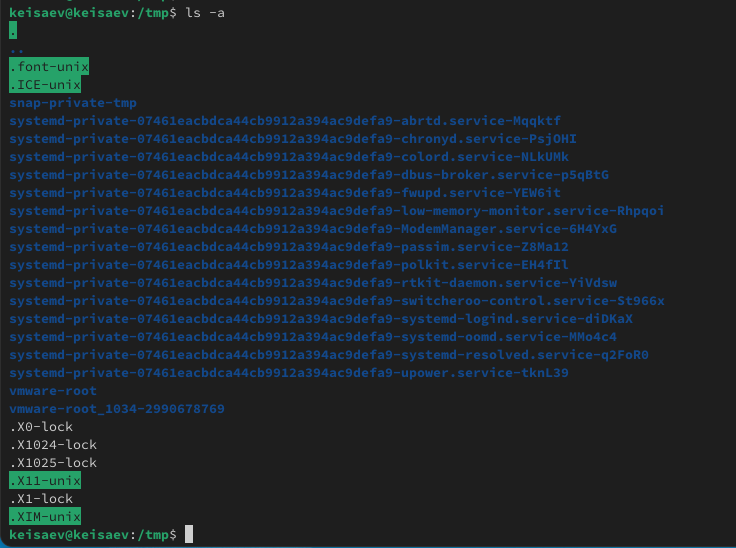 keisaev@keisaev:/tmp$ ls -a
.
..
.font-unix
.ICE-unix
snap-private-tmp
systemd-private-07461eacbdca44cb9912a394ac9defa9-abrtd.service-Mqqktf
systemd-private-07461eacbdca44cb9912a394ac9defa9-chronyd.service-PsjOHI
systemd-private-07461eacbdca44cb9912a394ac9defa9-colord.service-NLkUMk
systemd-private-07461eacbdca44cb9912a394ac9defa9-dbus-broker.service-p5qBtG
systemd-private-07461eacbdca44cb9912a394ac9defa9-fwupd.service-YEW6it
systemd-private-07461eacbdca44cb9912a394ac9defa9-low-memory-monitor.service-Rhpqoi
systemd-private-07461eacbdca44cb9912a394ac9defa9-ModemManager.service-6H4YxG
systemd-private-07461eacbdca44cb9912a394ac9defa9-passim.service-Z8Ma12
systemd-private-07461eacbdca44cb9912a394ac9defa9-polkit.service-EH4fIl
systemd-private-07461eacbdca44cb9912a394ac9defa9-rtkit-daemon.service-YiVdsw
systemd-private-07461eacbdca44cb9912a394ac9defa9-switcheroo-control.service-St966x
systemd-private-07461eacbdca44cb9912a394ac9defa9-systemd-logind.service-diDKaX
systemd-private-07461eacbdca44cb9912a394ac9defa9-systemd-oomd.service-MMo4c4
systemd-private-07461eacbdca44cb9912a394ac9defa9-systemd-resolved.service-q2FoR0
systemd-private-07461eacbdca44cb9912a394ac9defa9-upower.service-tknL39
vmware-root
vmware-root_1034-2990678769
.X0-lock
.X1024-lock
.X1025-lock
.X11-unix
.X1-lock
.XIM-unix
keisaev@keisaev:/tmp$